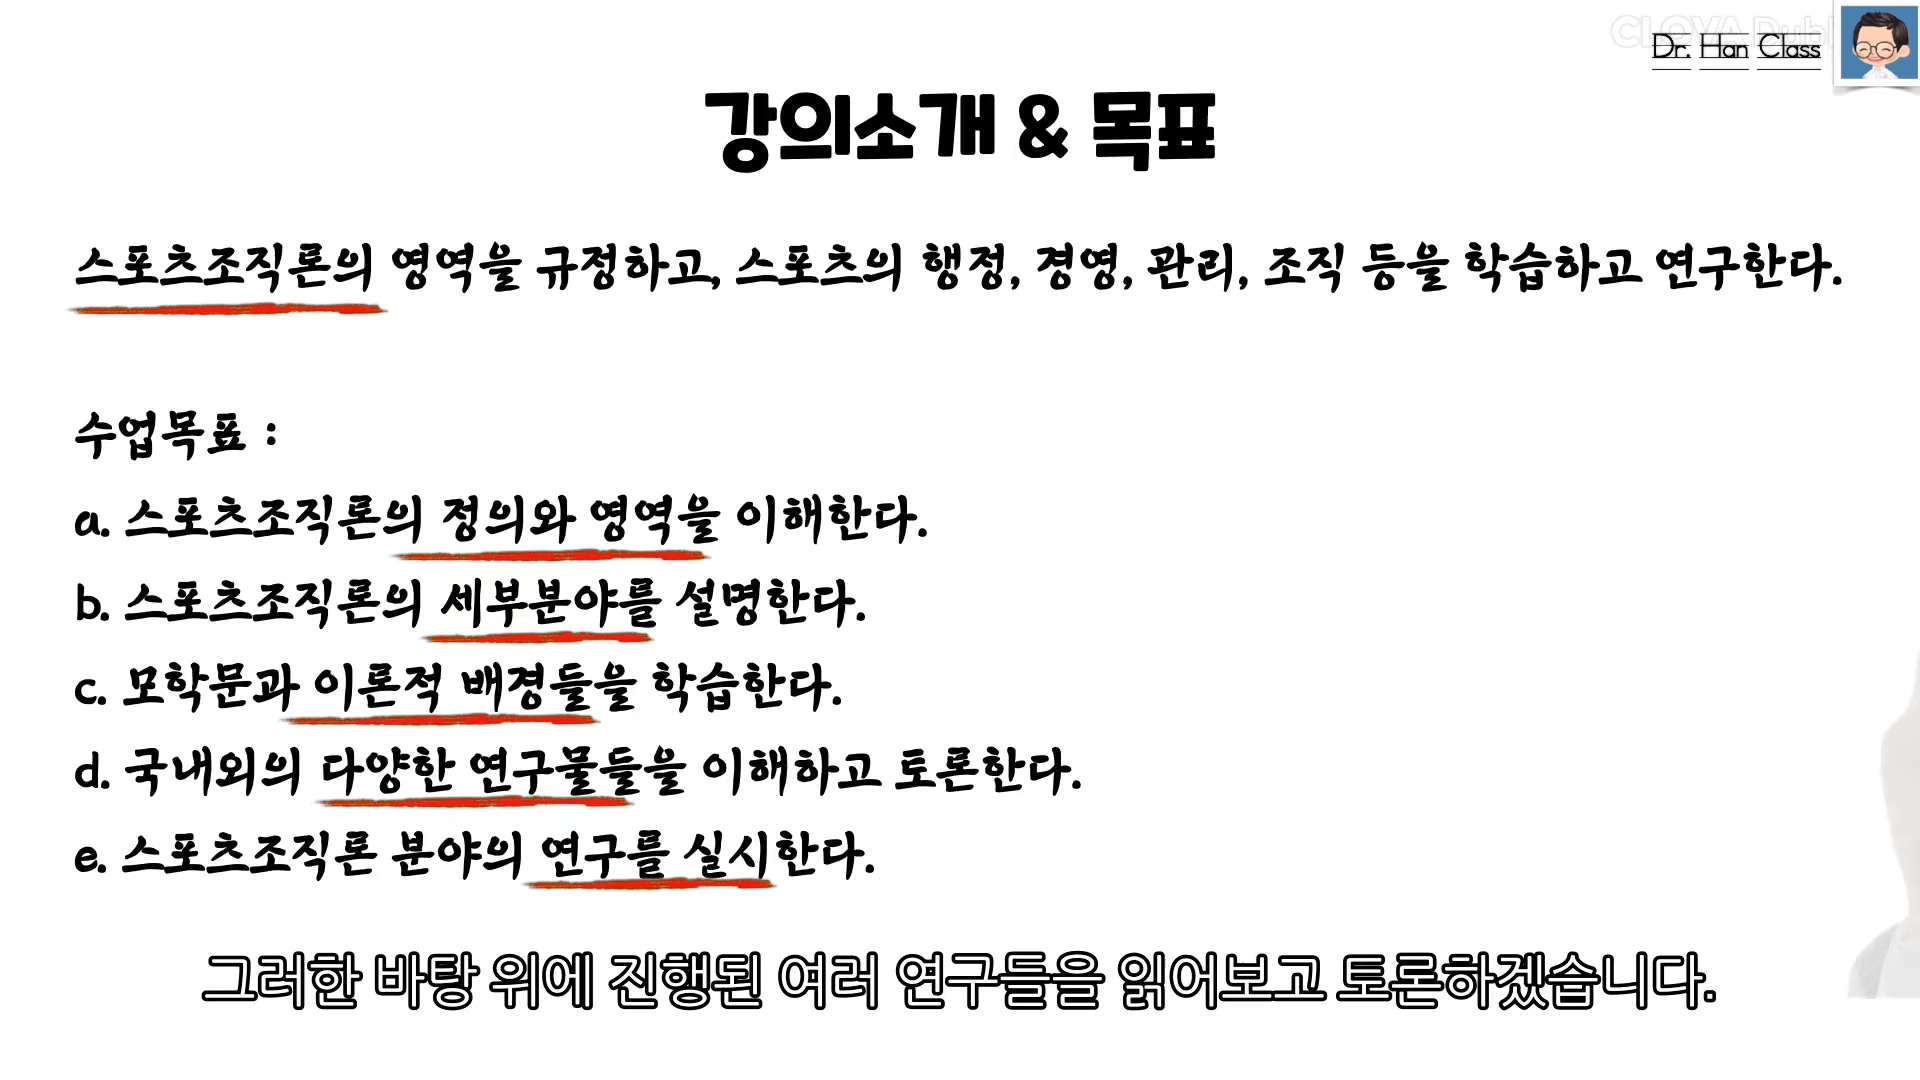 CLOVA Dub
Dr. Han Class
강의소개 & 목표
스포츠조직론의 영역을 규정하고, 스포츠의 행정, 경영, 관리, 조직 등을 학습하고 연구한다.
수업목표 :
a. 스포츠조직론의 정의와 영역을 이해한다.
b. 스포츠조직론의 세부분야를 설명한다.
c. 모학문과 이론적 배경들을 학습한다.
d. 국내외의 다양한 연구물들을 이해하고 토론한다.
e. 스포츠조직론 분야의 연구를 실시한다.
그러한 바탕 위에 진행된 여러 연구들을 읽어보고 토론하겠습니다.